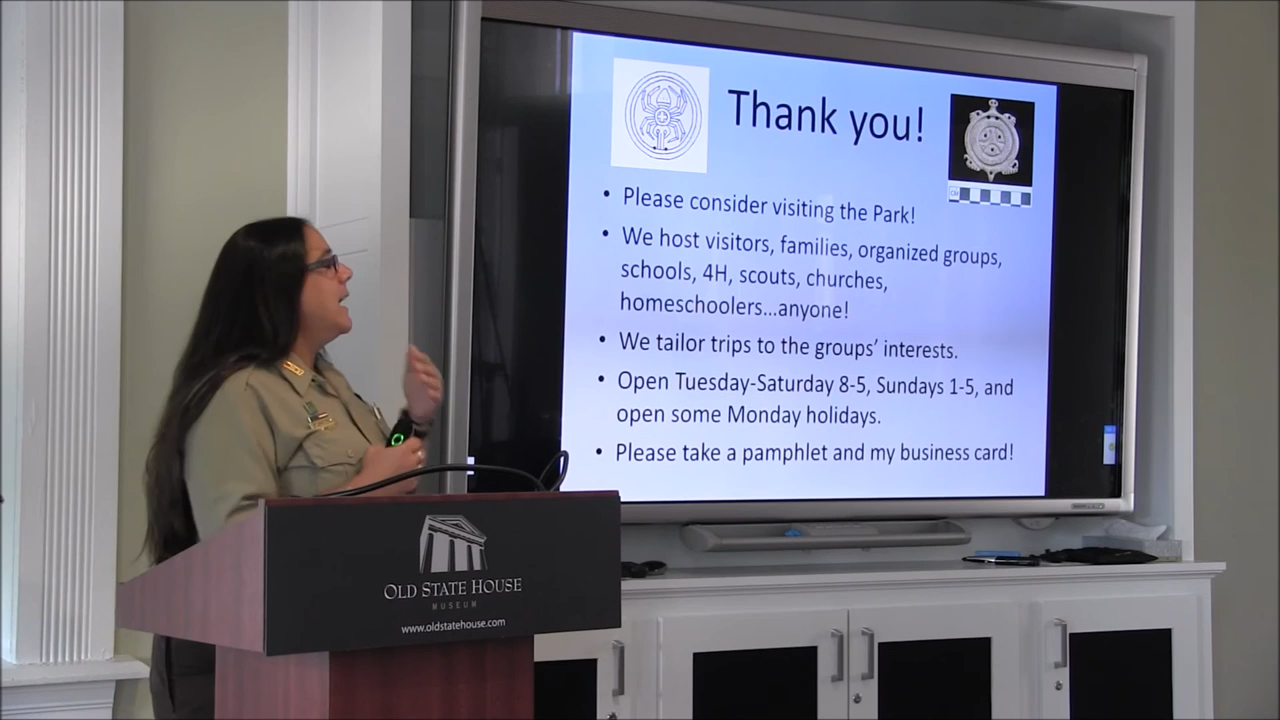 Thank you!
• Please consider visiting the Park!
• We host visitors, families, organized groups,
schools, 4H, scouts, churches,
homeschoolers...anyone!
• We tailor trips to the groups' interests.
• Open Tuesday-Saturday 8-5, Sundays 1-5, and
open some Monday holidays.
• Please take a pamphlet and my business card!
CM
OLD STATE HOUSE
MUSEUM
www.oldstatehouse.com